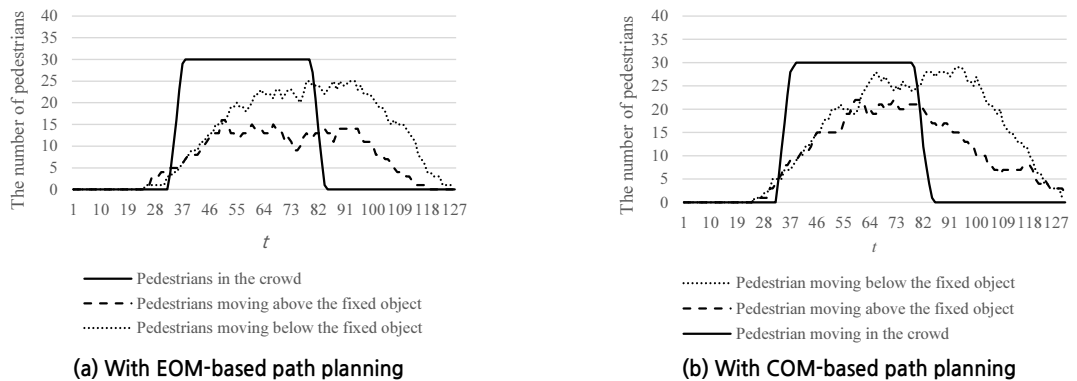 The number of pedestrians
40
35
30
25
20
15
10
5
0
1 10 19 28 37 46 55 64 73 82 91 100 109 118 127
t
Pedestrians in the crowd
Pedestrians moving above the fixed object
Pedestrians moving below the fixed object
(a) With EOM-based path planning
The number of pedestrians
40
35
30
25
20
15
10
5
0
1 10 19 28 37 46 55 64 73 82 91 100 109 118 127
t
Pedestrian moving below the fixed object
Pedestrian moving above the fixed object
Pedestrian moving in the crowd
(b) With COM-based path planning